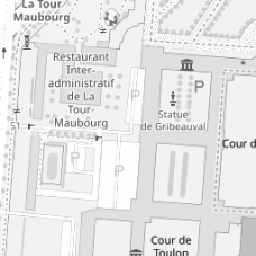 La Tour
Maubourg
Restaurant
Inter-
administratif
de La
Tour-
Maubourg
P
Statue
de Gribeauval
51
P
P
Cour d
Cour de
Toulon